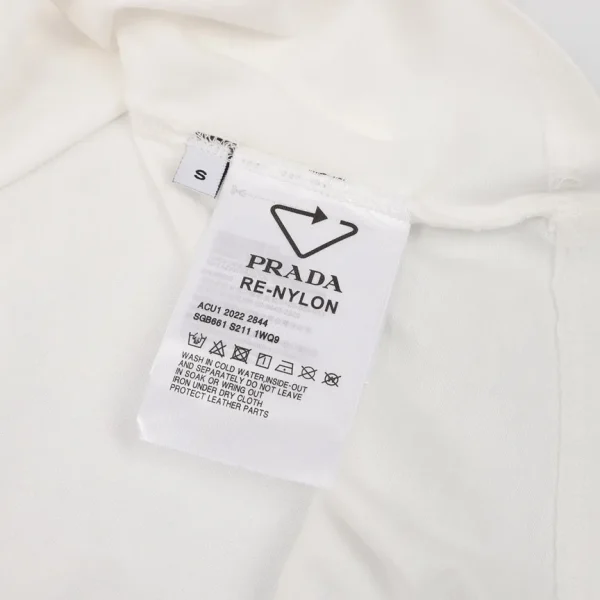 S
PRADA
RE-NYLON
ACU1 2022 2844
SGB661 S211 1WQ9
WASH IN COLD WATER,INSIDE-OUT
AND SEPARATELY DO NOT LEAVE
IN SOAK OR WRING OUT
IRON UNDER DRY CLOTH
PROTECT LEATHER PARTS